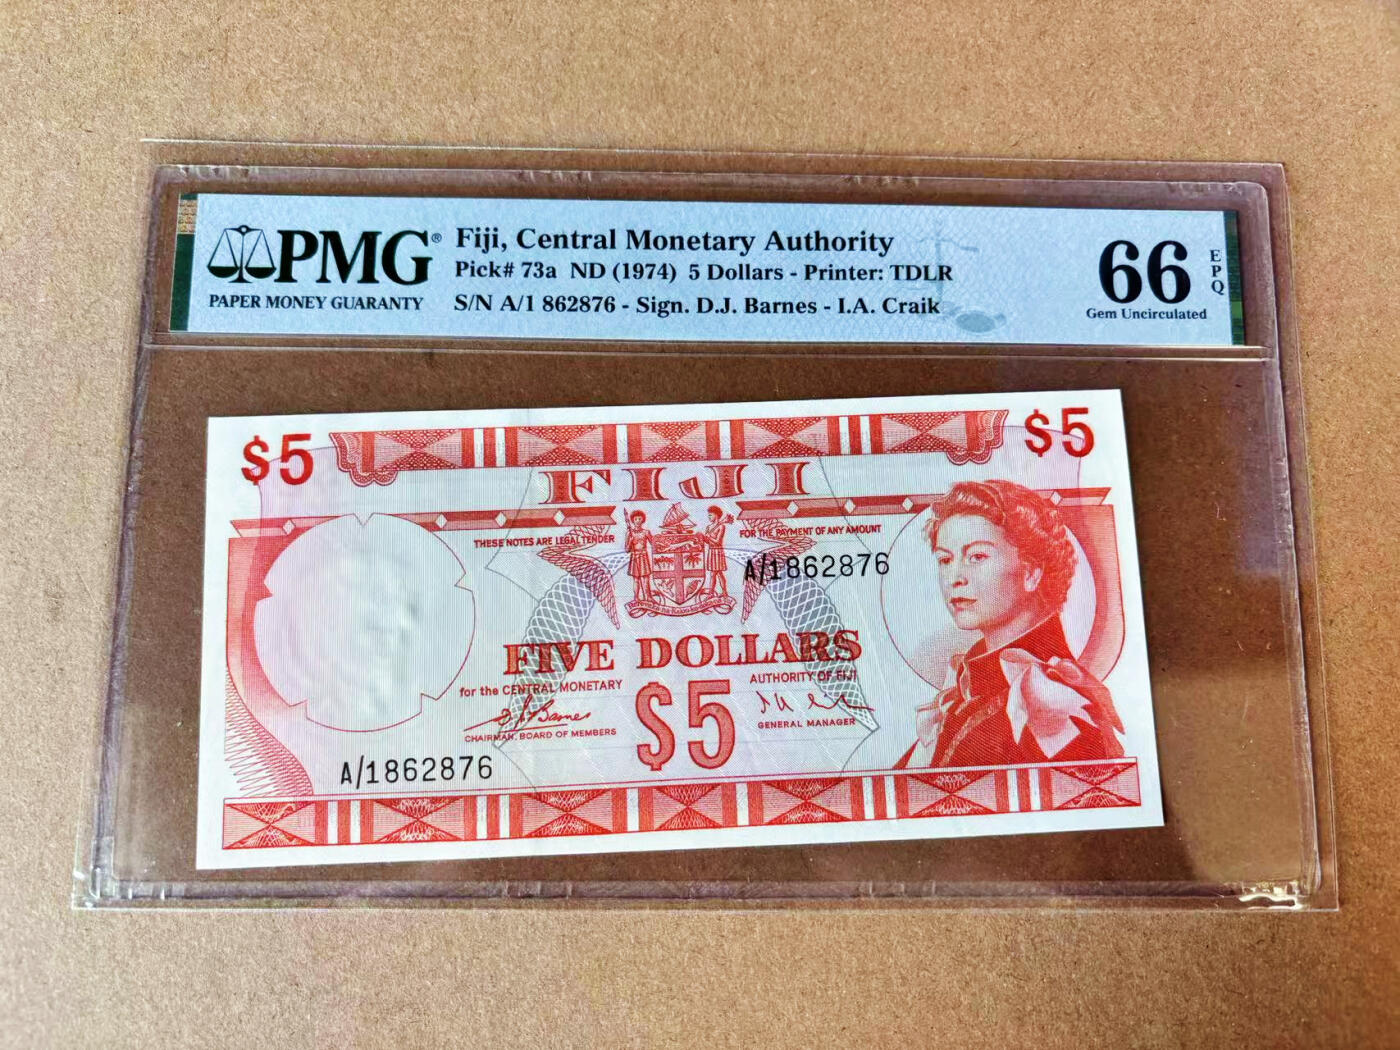 PMG®
PAPER MONEY GUARANTY
Fiji, Central Monetary Authority
Pick# 73a ND (1974) 5 Dollars - Printer: TDLR
S/N A/1 862876 - Sign. D.J. Barnes - I.A. Craik
66
EPQ
Gem Uncirculated
$5
$5
FIJI
THESE NOTES ARE LEGAL TENDER
FOR THE PAYMENT OF ANY AMOUNT
A/1862876
FIVE DOLLARS
for the CENTRAL MONETARY
AUTHORITY OF FIJI
$5
CHAIRMAN, BOARD OF MEMBERS
GENERAL MANAGER
A/1862876